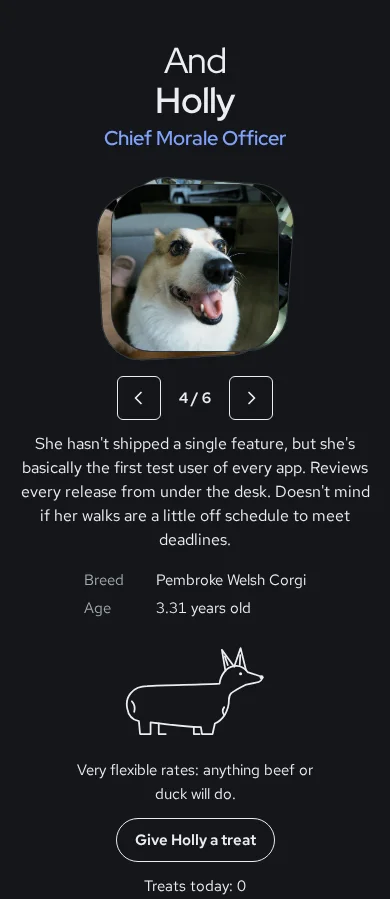 And
Holly
Chief Morale Officer
4 / 6
She hasn't shipped a single feature, but she's
basically the first test user of every app. Reviews
every release from under the desk. Doesn't mind
if her walks are a little off schedule to meet
deadlines.
Breed Pembroke Welsh Corgi
Age 3.31 years old
Very flexible rates: anything beef or
duck will do.
Give Holly a treat
Treats today: 0